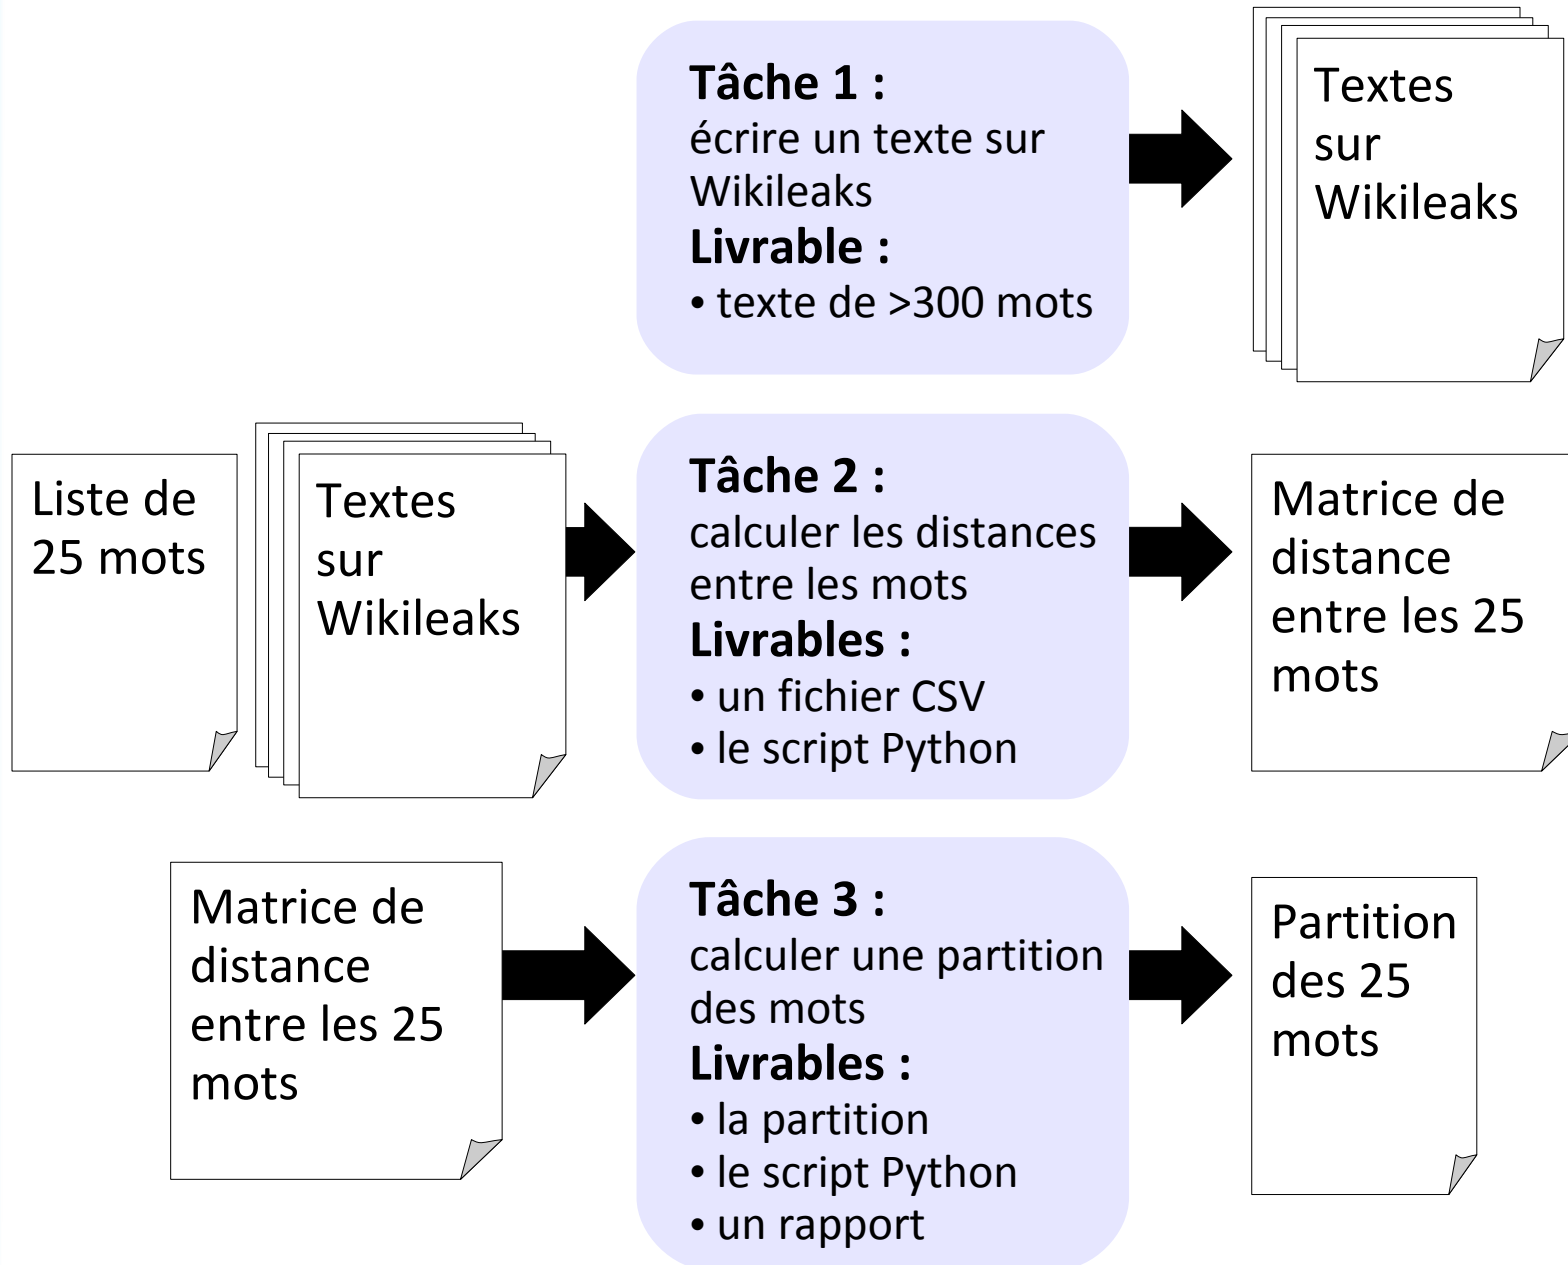 Tâche 1 :
écrire un texte sur
Wikileaks
Livrable :
• texte de >300 mots
Textes
sur
Wikileaks
Liste de
25 mots
Textes
sur
Wikileaks
Tâche 2 :
calculer les distances
entre les mots
Livrables :
• un fichier CSV
• le script Python
Matrice de
distance
entre les 25
mots
Matrice de
distance
entre les 25
mots
Tâche 3 :
calculer une partition
des mots
Livrables :
• la partition
• le script Python
• un rapport
Partition
des 25
mots